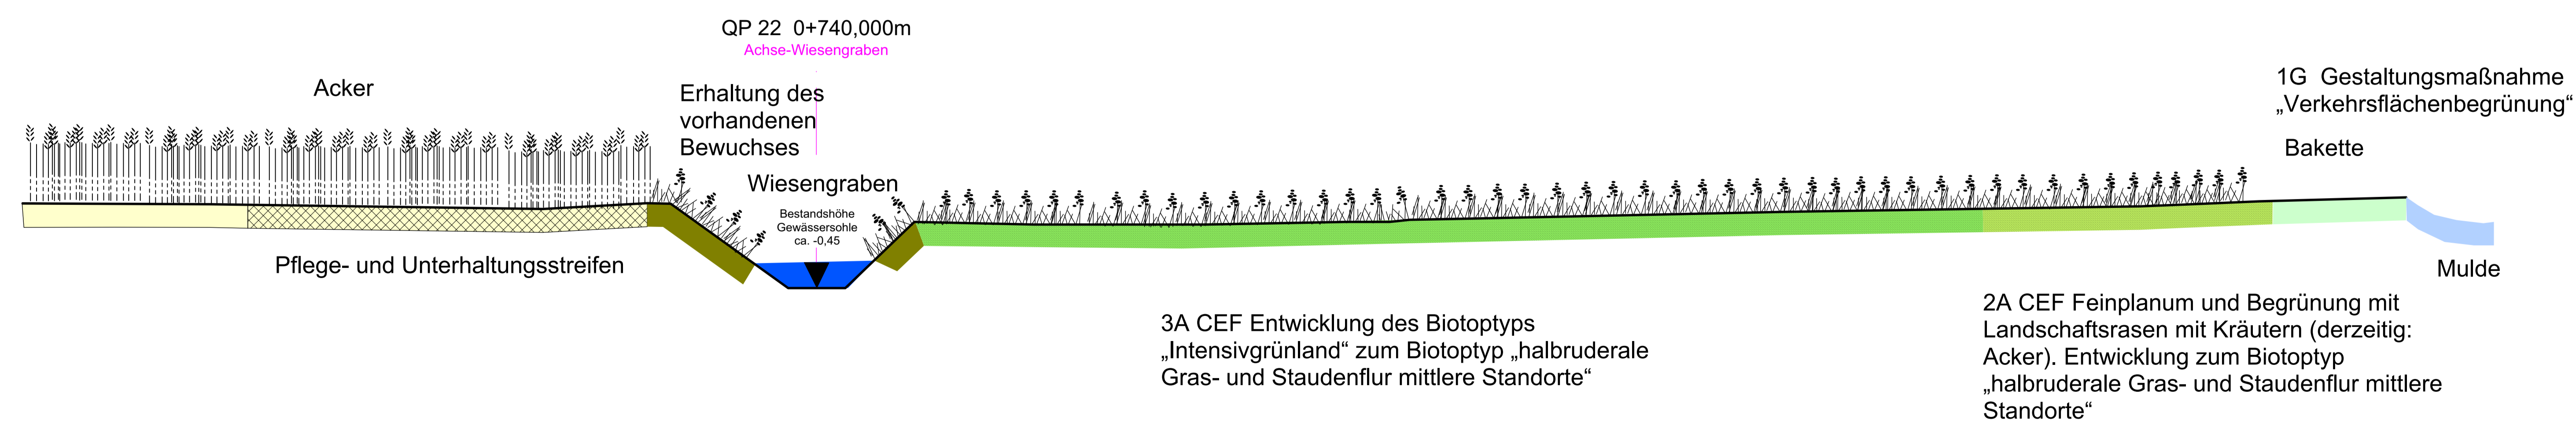 QP 22  0+740,000m
Achse-Wiesengraben
Acker
Erhaltung des
vorhandenen
Bewuchses
Wiesengraben
Bestandshöhe
Gewässersohle
ca. -0,45
Pflege- und Unterhaltungsstreifen
1G  Gestaltungsmaßnahme
„Verkehrsflächenbegrünung“
Bakette
Mulde
3A CEF Entwicklung des Biotoptyps
„Intensivgrünland“ zum Biotoptyp „halbruderale
Gras- und Staudenflur mittlere Standorte“
2A CEF Feinplanum und Begrünung mit
Landschaftsrasen mit Kräutern (derzeitig:
Acker). Entwicklung zum Biotoptyp
„halbruderale Gras- und Staudenflur mittlere
Standorte“